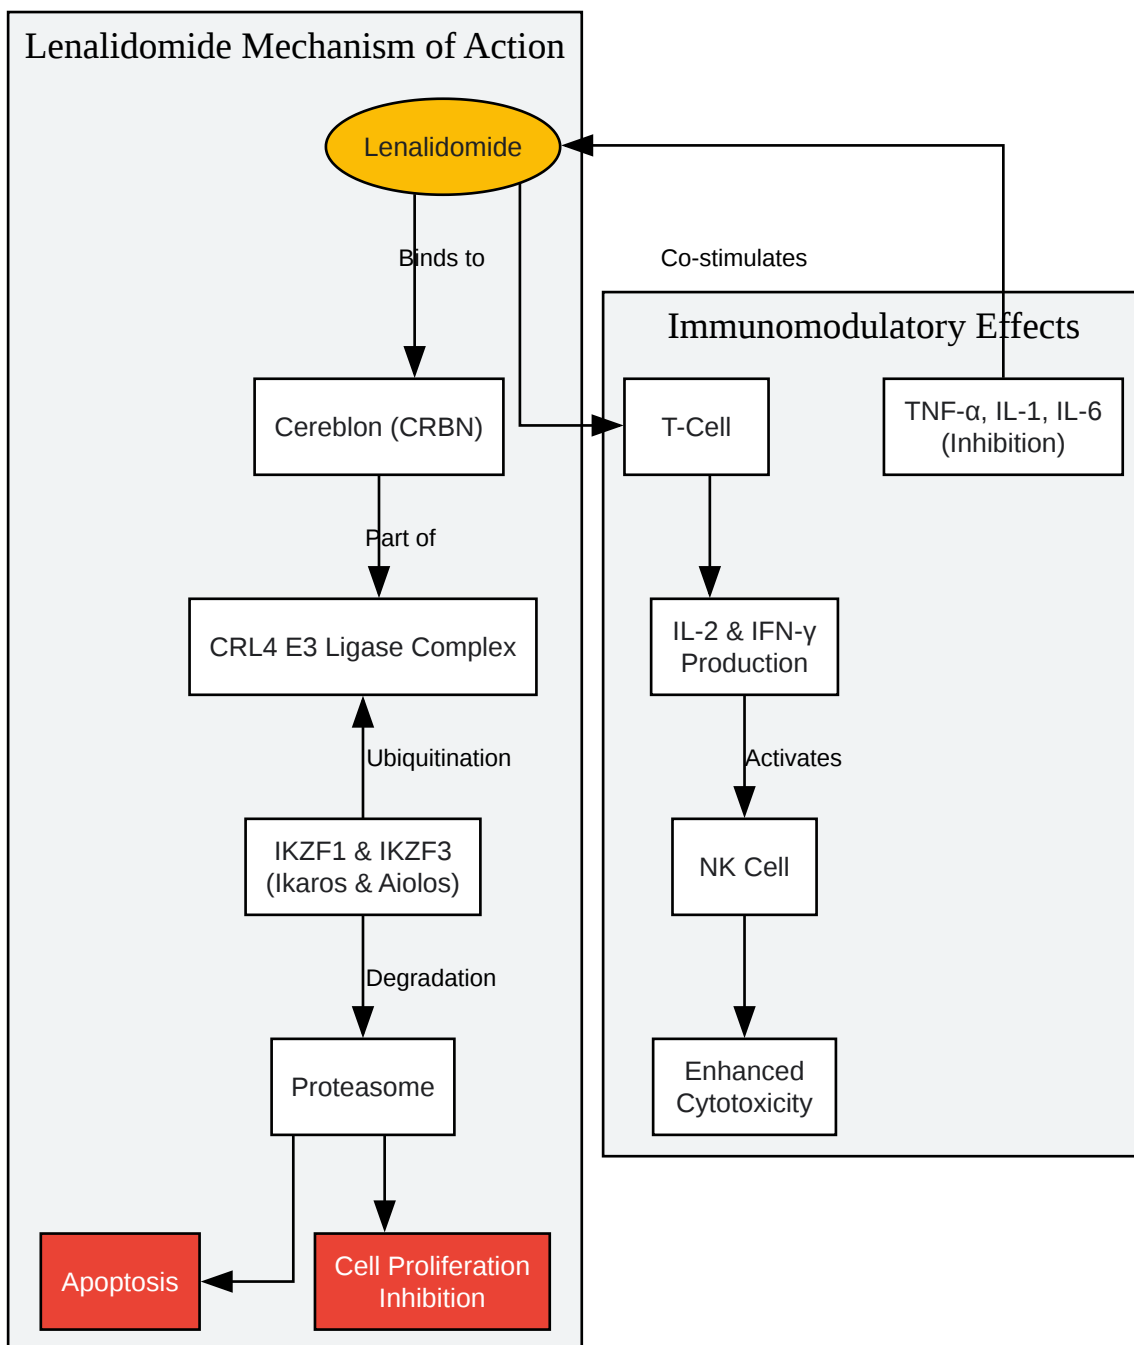 Lenalidomide Mechanism of Action
Lenalidomide
Binds to
Co-stimulates
Immunomodulatory Effects
Cereblon (CRBN)
T-Cell
TNF-α, IL-1, IL-6
(Inhibition)
Part of
CRL4 E3 Ligase Complex
IL-2 & IFN-γ
Production
Ubiquitination
Activates
IKZF1 & IKZF3
(Ikaros & Aiolos)
NK Cell
Degradation
Proteasome
Enhanced
Cytotoxicity
Apoptosis
Cell Proliferation
Inhibition